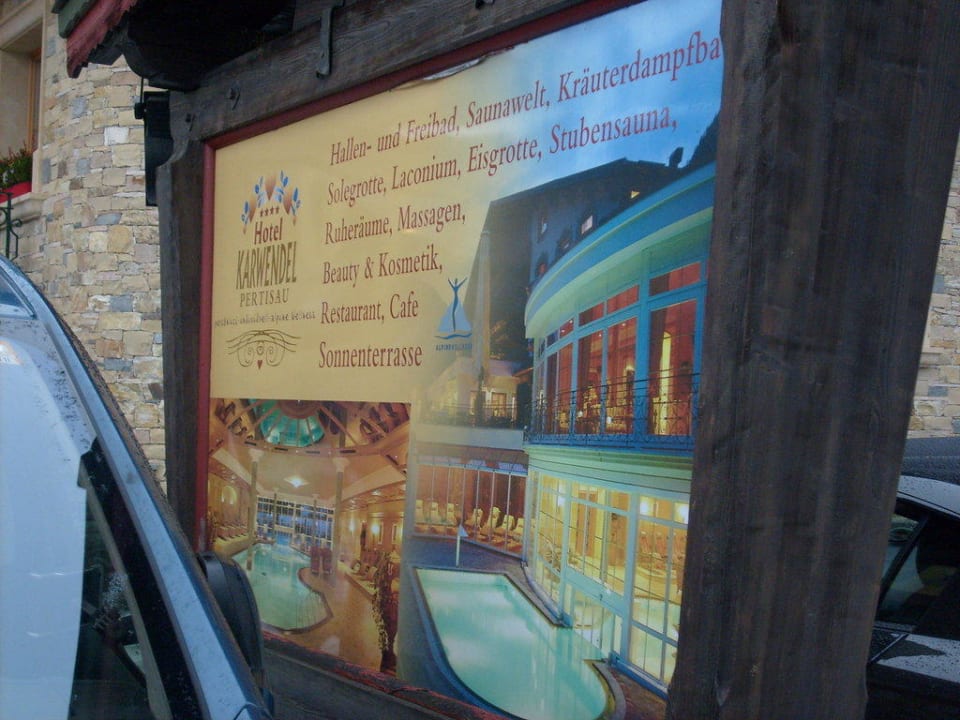 Hallen- und Freibad, Saunawelt, Kräuterdampfba
Solegrotte, Laconium, Eisgrotte, Stubensauna,
Ruheräume, Massagen,
Beauty & Kosmetik,
Restaurant, Cafe
Sonnenterrasse
Hotel
KARWENDEL
PERTISAU